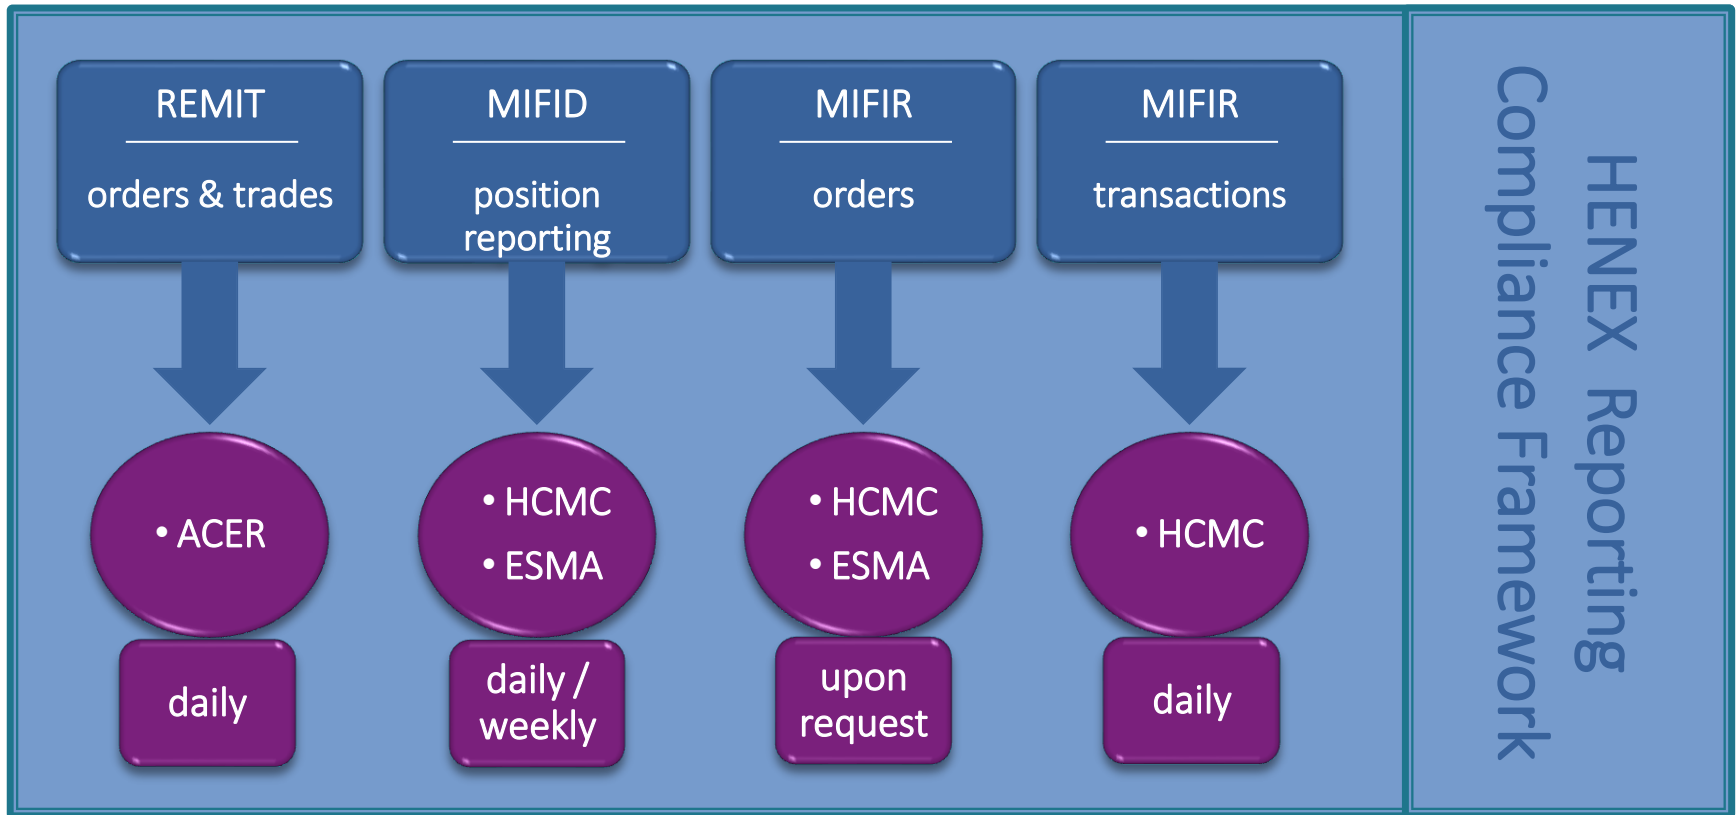 REMIT
orders & trades
MIFID
position
reporting
MIFIR
orders
MIFIR
transactions
• ACER
• HCMC
• ESMA
• HCMC
• ESMA
• HCMC
daily
daily /
weekly
upon
request
daily
HENEX Reporting
Compliance Framework